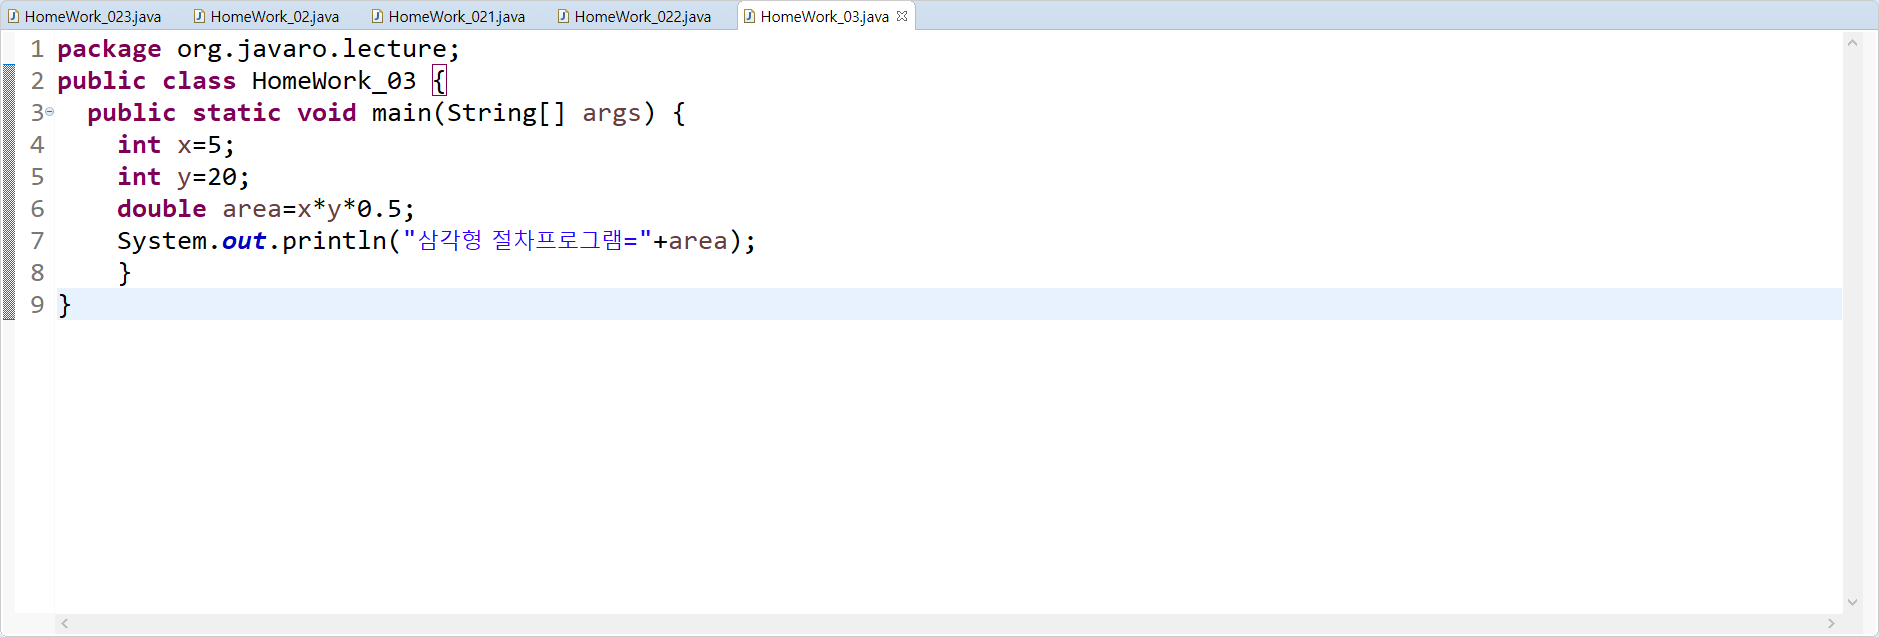 HomeWork_023.java HomeWork_02.java HomeWork_021.java HomeWork_022.java HomeWork_03.java
1 package org.javaro.lecture;
2 public class HomeWork_03 {
3 public static void main(String[] args) {
4 int x=5;
5 int y=20;
6 double area=x*y*0.5;
7 System.out.println("삼각형 절차프로그램="+area);
8 }
9 }